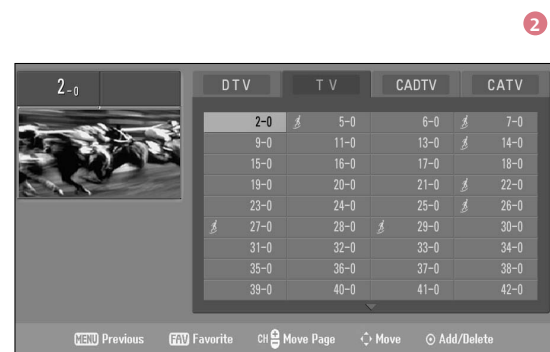 2
2-0
DTV TV CADTV CATV
2-0 5-0 6-0 7-0
9-0 11-0 13-0 14-0
15-0 16-0 17-0 18-0
19-0 20-0 21-0 22-0
23-0 24-0 25-0 26-0
27-0 28-0 29-0 30-0
31-0 32-0 33-0 34-0
35-0 36-0 37-0 38-0
39-0 40-0 41-0 42-0
MENU Previous FAV Favorite CH Move Page Move Add/Delete